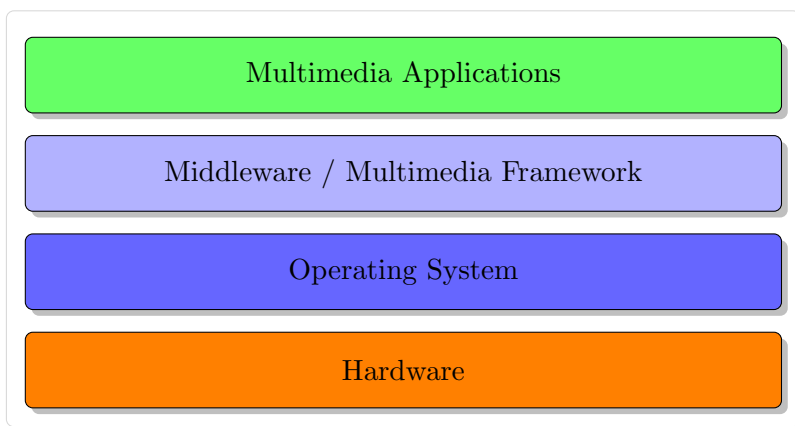 Multimedia Applications
Middleware / Multimedia Framework
Operating System
Hardware